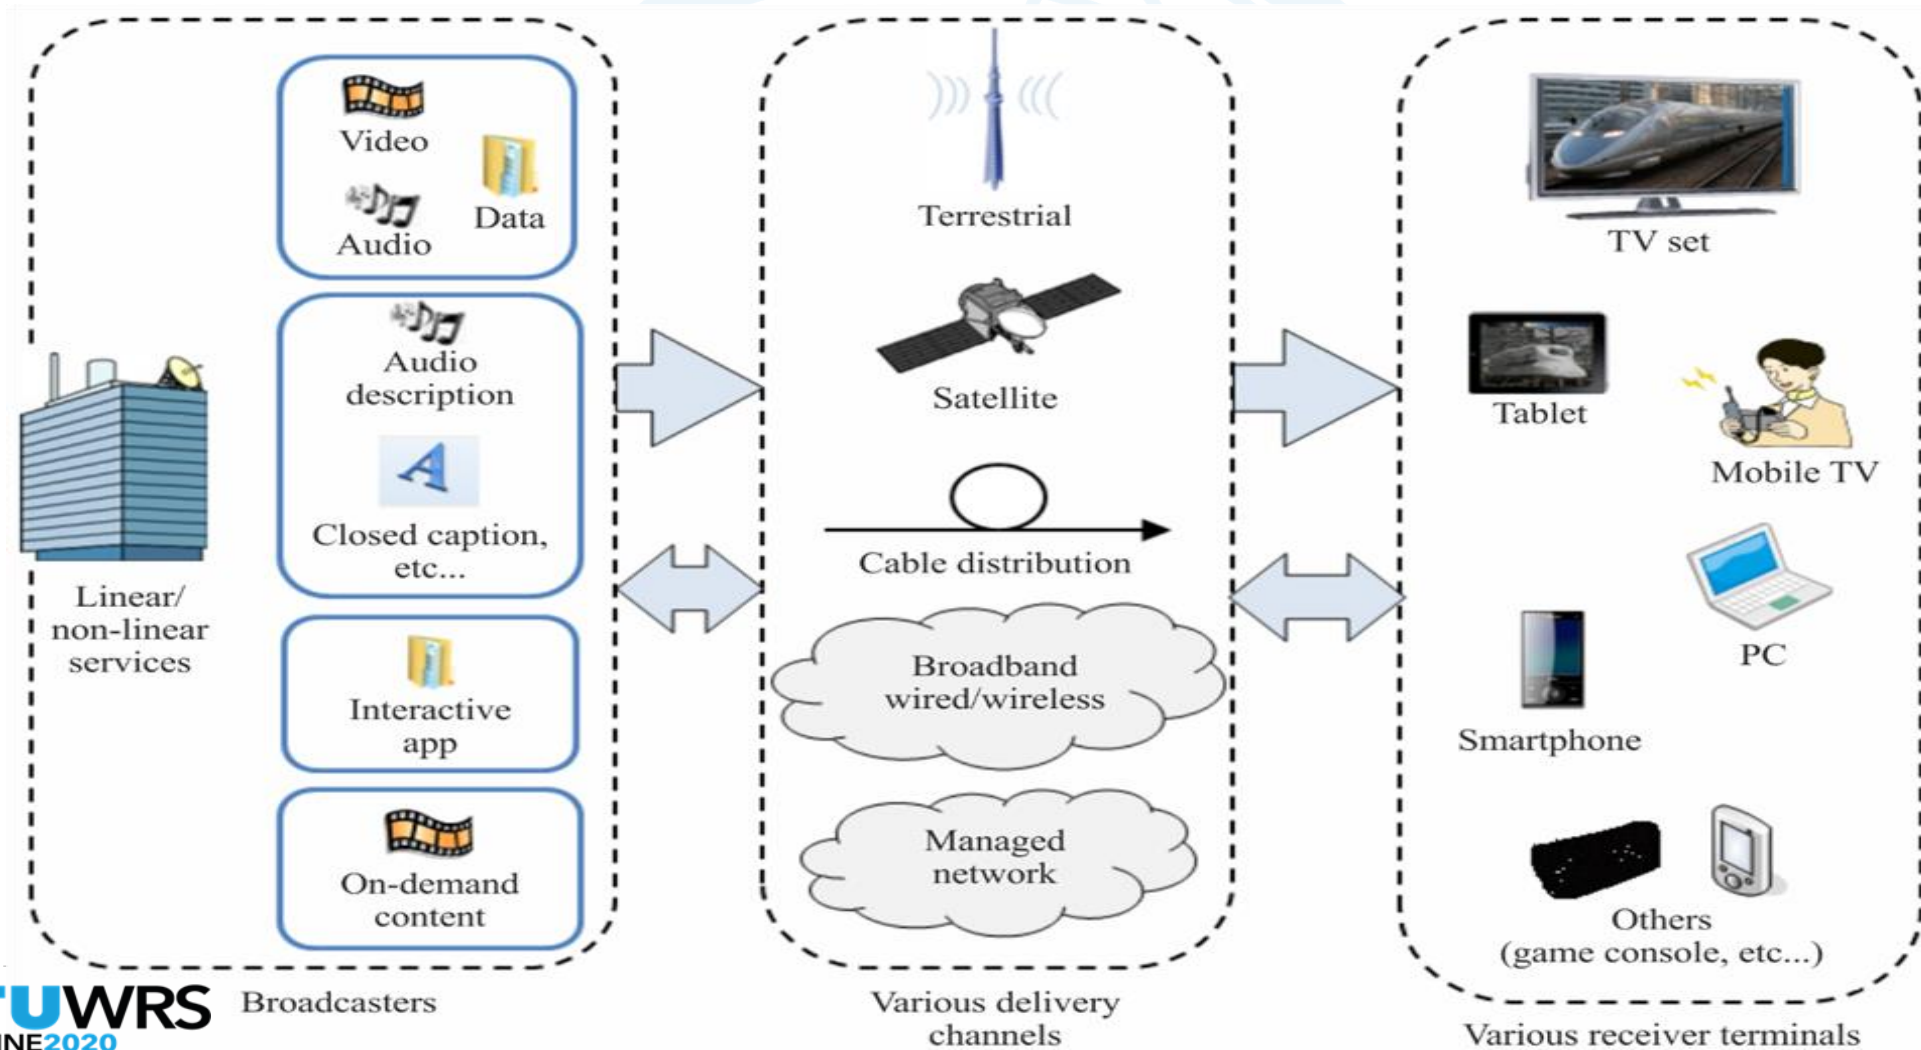 Video
Data
Audio
Audio
description
Closed caption,
etc...
Linear/
non-linear
services
Interactive
app
On-demand
content
Broadcasters
Terrestrial
Satellite
Cable distribution
Broadband
wired/wireless
Managed
network
Various delivery
channels
TV set
Tablet
Mobile TV
PC
Smartphone
Others
(game console, etc...)
Various receiver terminals
UWRS
2020